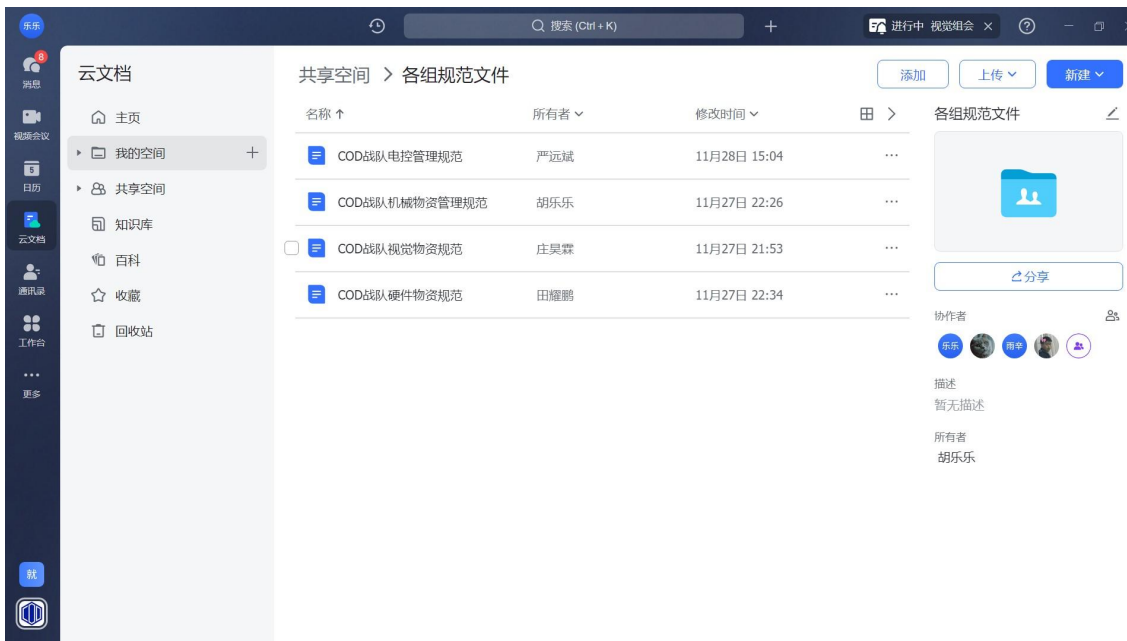 乐乐
搜索 (Ctrl + K)
进行中 视觉组会
8
消息
视频会议
5
日历
云文档
通讯录
工作台
更多
就
云文档
主页
我的空间
共享空间
知识库
百科
收藏
回收站
共享空间 > 各组规范文件
添加
上传
新建
名称 所有者 修改时间
COD战队电控管理规范 严远斌 11月28日 15:04
COD战队机械物资管理规范 胡乐乐 11月27日 22:26
COD战队视觉物资规范 庄昊霖 11月27日 21:53
COD战队硬件物资规范 田耀鹏 11月27日 22:34
各组规范文件
分享
协作者
乐乐 雨辛
描述
暂无描述
所有者
胡乐乐